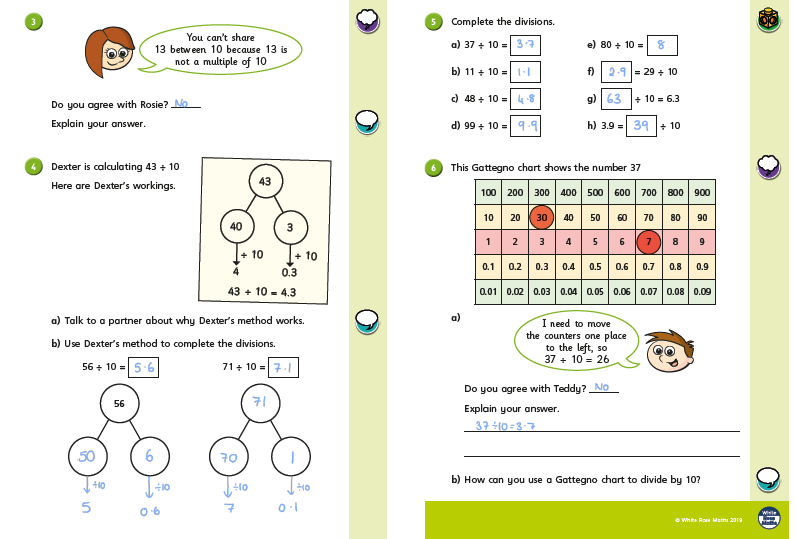 3
You can't share
13 between 10 because 13 is
not a multiple of 10
Do you agree with Rosie? No
Explain your answer.
4
Dexter is calculating 43 ÷ 10
Here are Dexter's workings.
43
40 3
÷ 10 ÷ 10
4 0.3
43 ÷ 10 = 4.3
a) Talk to a partner about why Dexter's method works.
b) Use Dexter's method to complete the divisions.
56 ÷ 10 = 5·6 71 ÷ 10 = 7·1
56 71
50 6 70 1
÷10 ÷10 ÷10 ÷10
5 0·6 7 0·1
5 Complete the divisions.
a) 37 ÷ 10 = 3·7
b) 11 ÷ 10 = 1·1
c) 48 ÷ 10 = 4·8
d) 99 ÷ 10 = 9·9
e) 80 ÷ 10 = 8
f) 2·9 = 29 ÷ 10
g) 63 ÷ 10 = 6.3
h) 3.9 = 39 ÷ 10
6 This Gattegno chart shows the number 37
100 200 300 400 500 600 700 800 900
10 20 30 40 50 60 70 80 90
1 2 3 4 5 6 7 8 9
0.1 0.2 0.3 0.4 0.5 0.6 0.7 0.8 0.9
0.01 0.02 0.03 0.04 0.05 0.06 0.07 0.08 0.09
a)
I need to move
the counters one place
to the left, so
37 ÷ 10 = 26
Do you agree with Teddy? No
Explain your answer.
37÷10=3·7
b) How can you use a Gattegno chart to divide by 10?
© White Rose Maths 2019
White
Rose
Maths